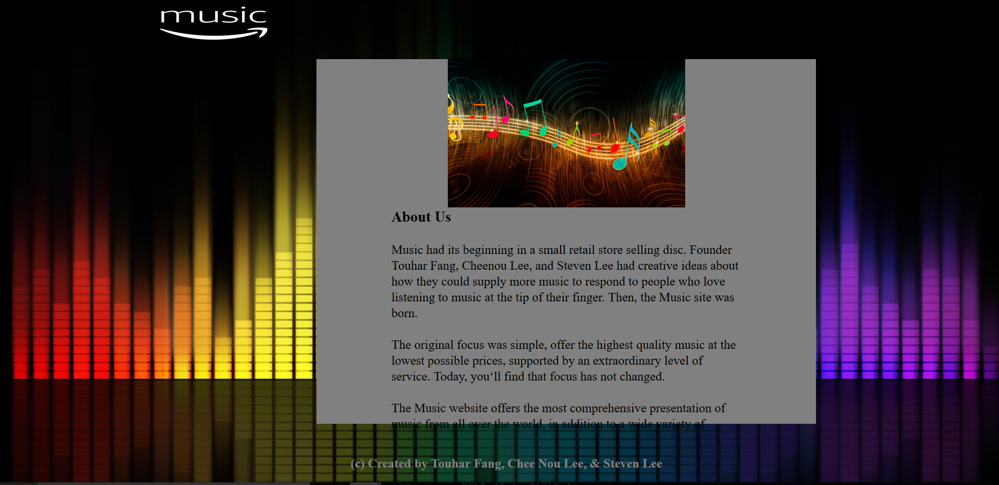 music
About Us
Music had its beginning in a small retail store selling disc. Founder
Touhar Fang, Cheenou Lee, and Steven Lee had creative ideas about
how they could supply more music to respond to people who love
listening to music at the tip of their finger. Then, the Music site was
born.
The original focus was simple, offer the highest quality music at the
lowest possible prices, supported by an extraordinary level of
service. Today, you‘ll find that focus has not changed.
The Music website offers the most comprehensive presentation of
music from all over the world, in addition to a wide variety of
(c) Created by Touhar Fang, Chee Nou Lee, & Steven Lee